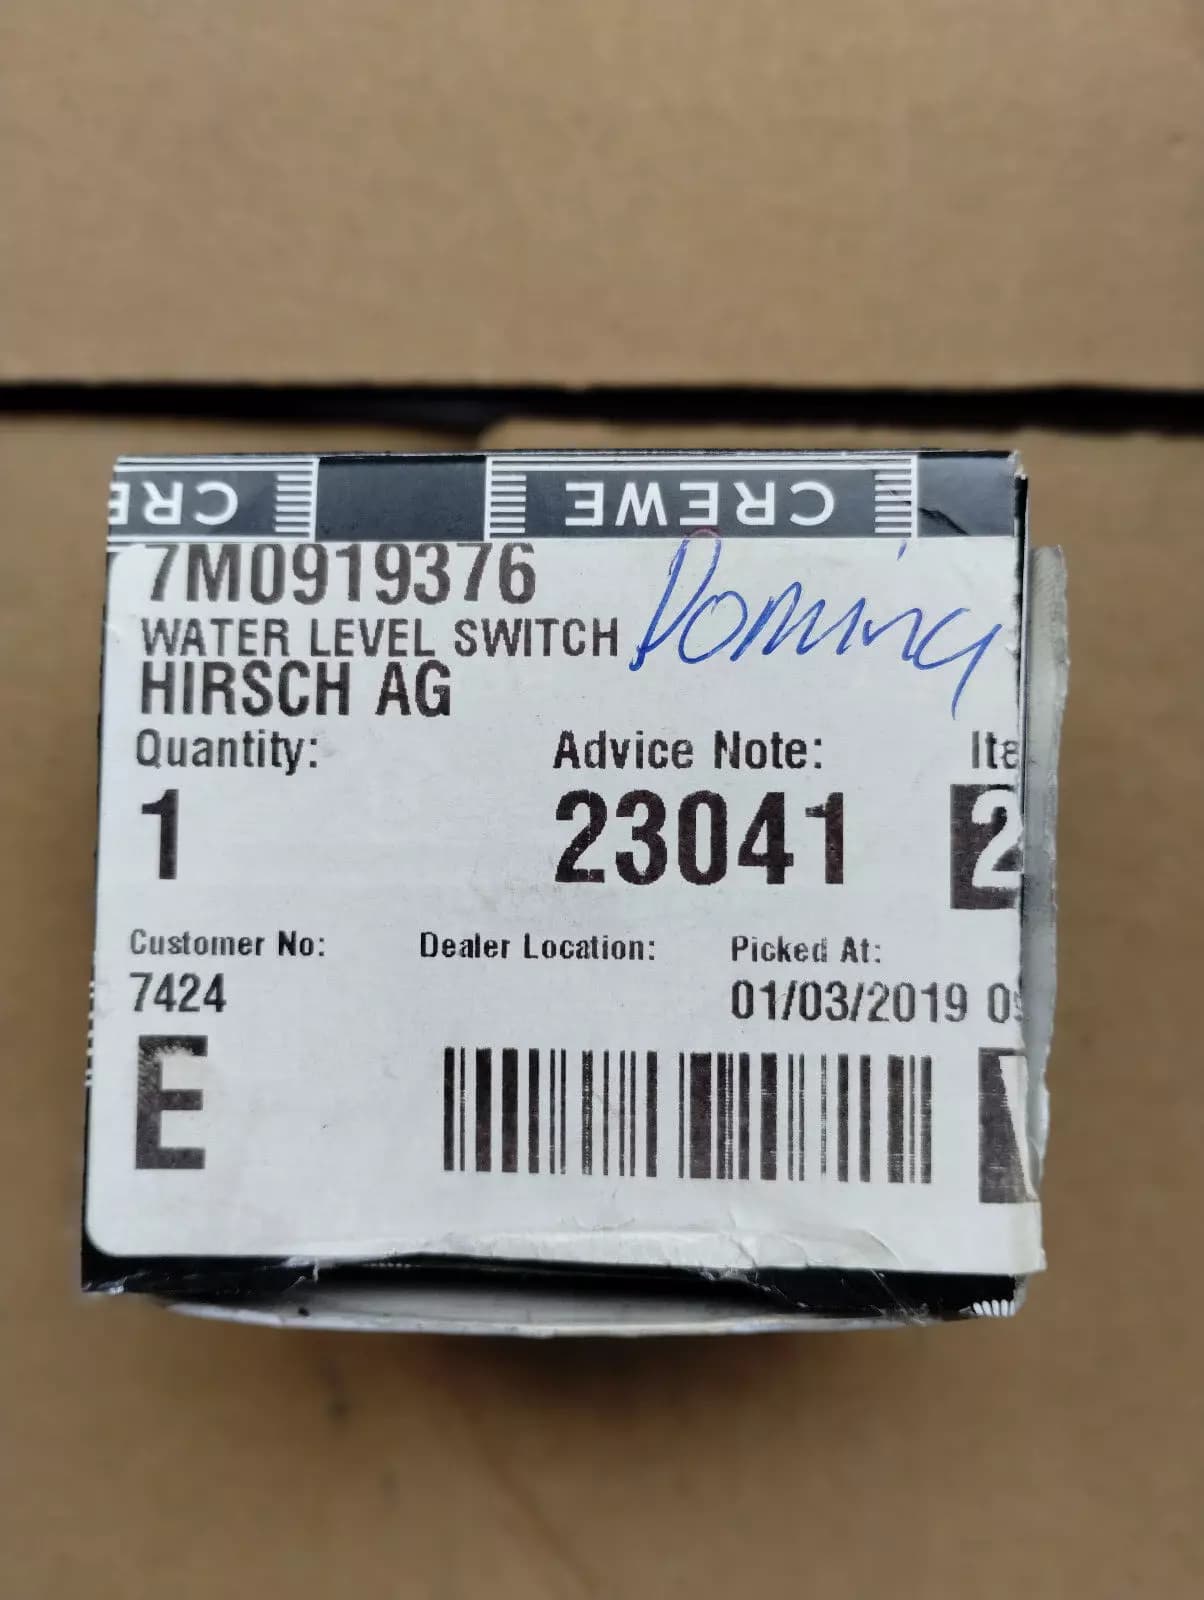 CREWE
7M0919376
WATER LEVEL SWITCH
HIRSCH AG
Quantity: Advice Note:
1 23041 2
Customer No: Dealer Location: Picked At:
7424 01/03/2019
E